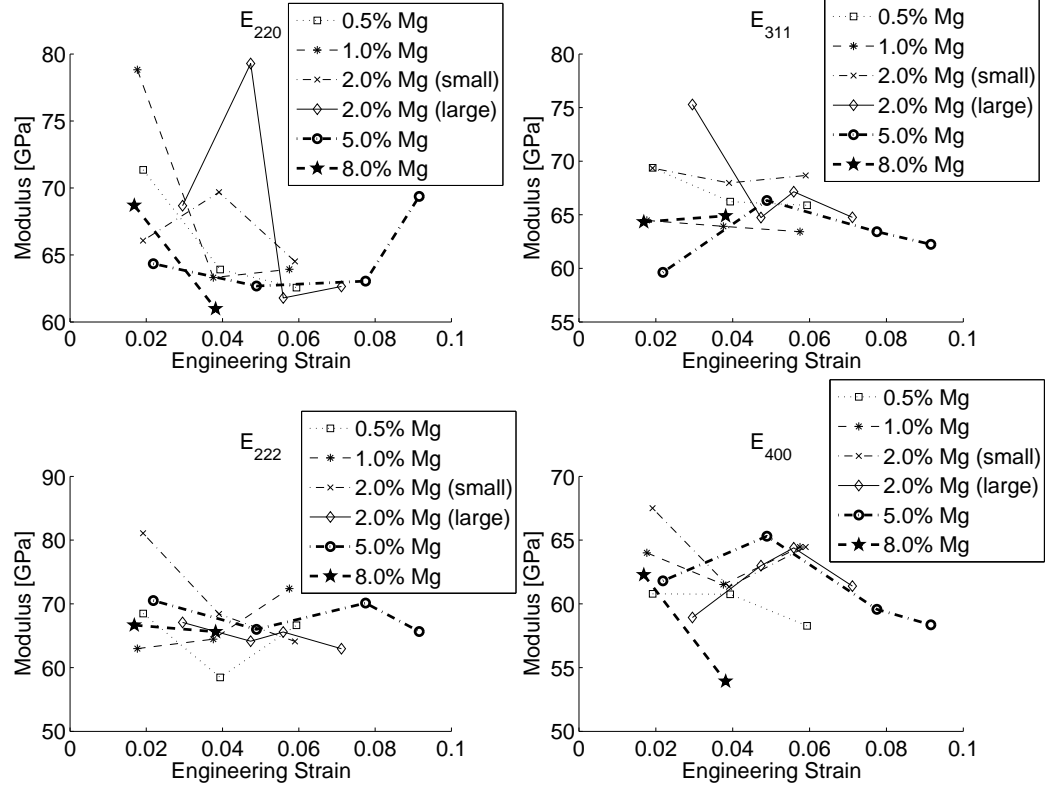 E220
0.5% Mg
1.0% Mg
2.0% Mg (small)
2.0% Mg (large)
5.0% Mg
8.0% Mg
80
75
70
65
60
Modulus [GPa]
0 0.02 0.04 0.06 0.08 0.1
Engineering Strain
E311
0.5% Mg
1.0% Mg
2.0% Mg (small)
2.0% Mg (large)
5.0% Mg
8.0% Mg
80
75
70
65
60
55
Modulus [GPa]
0 0.02 0.04 0.06 0.08 0.1
Engineering Strain
E222
0.5% Mg
1.0% Mg
2.0% Mg (small)
2.0% Mg (large)
5.0% Mg
8.0% Mg
90
80
70
60
50
Modulus [GPa]
0 0.02 0.04 0.06 0.08 0.1
Engineering Strain
E400
0.5% Mg
1.0% Mg
2.0% Mg (small)
2.0% Mg (large)
5.0% Mg
8.0% Mg
70
65
60
55
50
Modulus [GPa]
0 0.02 0.04 0.06 0.08 0.1
Engineering Strain